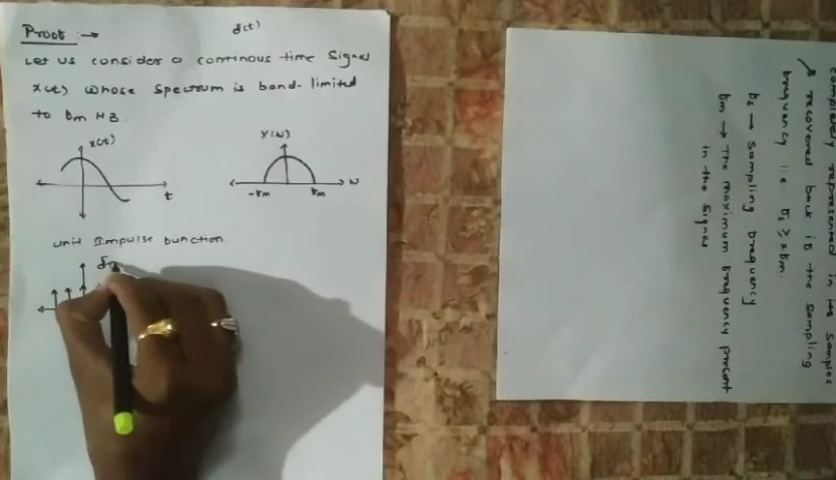 Proof :→
δ(t)
Let us consider a continous time signal
x(t) whose spectrum is band-limited
to fm HZ.
x(t)
t
Y(W)
-fm
fm
W
unit Impulse function.
completely represented in its samples
& recovered back is the sampling
frequency i.e. fs ≥ 2fm.
fs → sampling frequency
fm → The maximum frequency present
in the signal